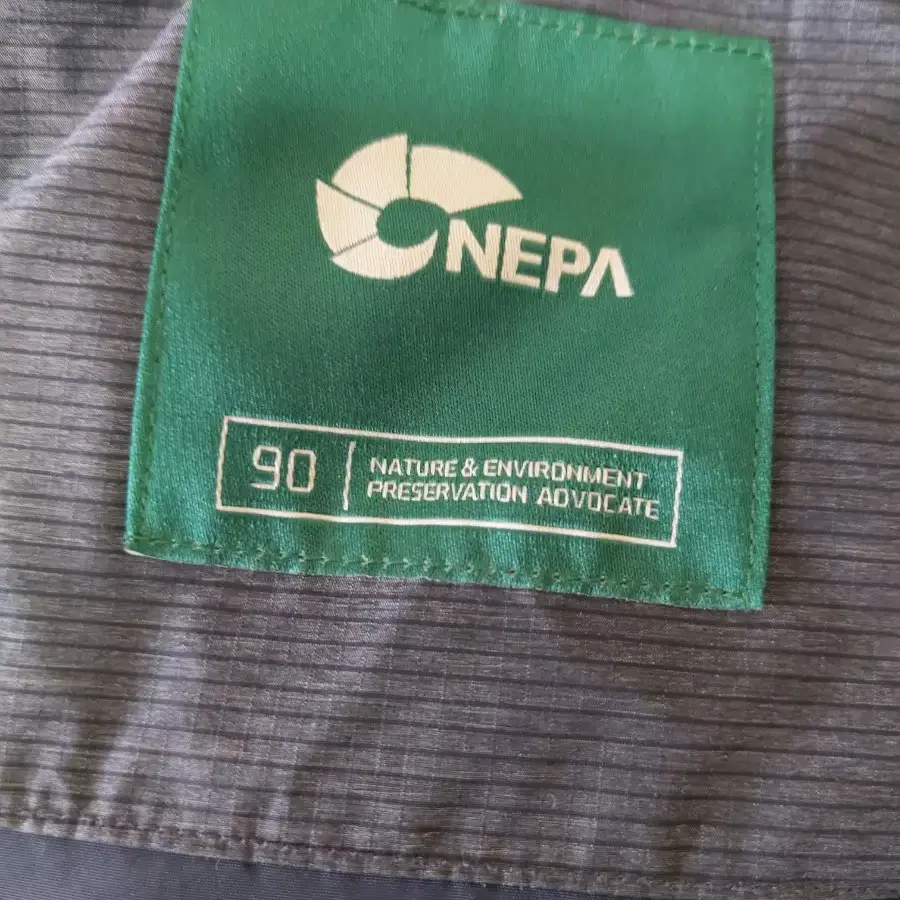 NEPA
90
NATURE & ENVIRONMENT
PRESERVATION ADVOCATE